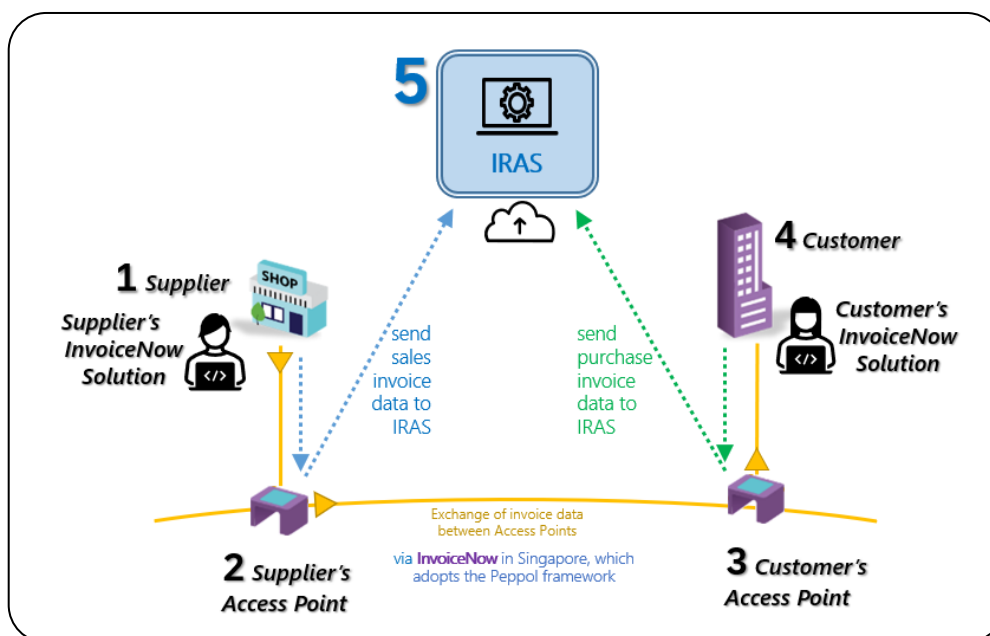 5
IRAS
1 Supplier
SHOP
Supplier's
InvoiceNow
Solution
</>
4 Customer
Customer's
InvoiceNow
Solution
</>
send
sales
invoice
data to
IRAS
send
purchase
invoice
data to
IRAS
Exchange of invoice data
between Access Points
via InvoiceNow in Singapore, which
adopts the Peppol framework
2 Supplier's
Access Point
3 Customer's
Access Point